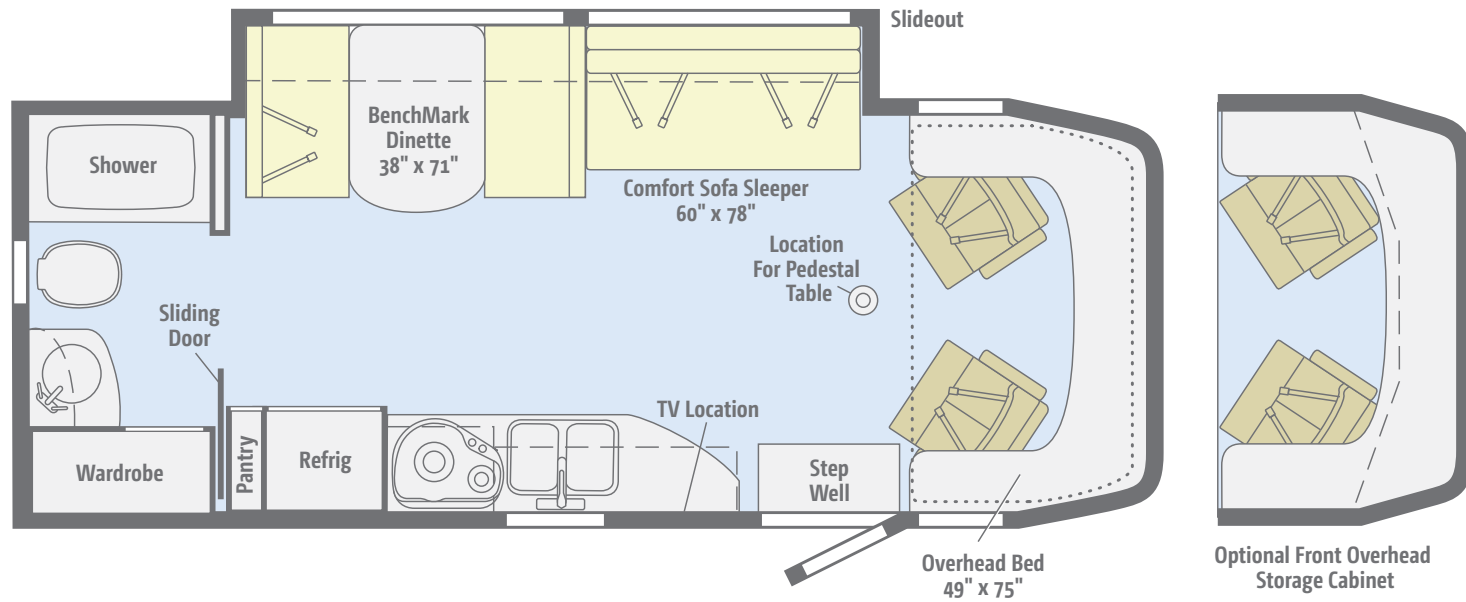 Slideout
BenchMark
Dinette
38" x 71"
Shower
Comfort Sofa Sleeper
60" x 78"
Location
For Pedestal
Table
Sliding
Door
TV Location
Wardrobe
Pantry
Refrig
Step
Well
Overhead Bed
49" x 75"
Optional Front Overhead
Storage Cabinet